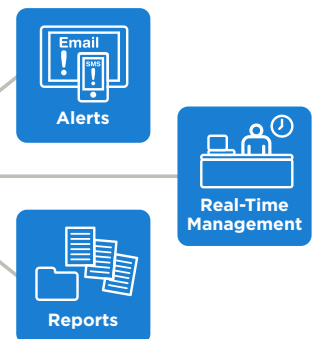 Email
SMS
Alerts
Real-Time
Management
Reports